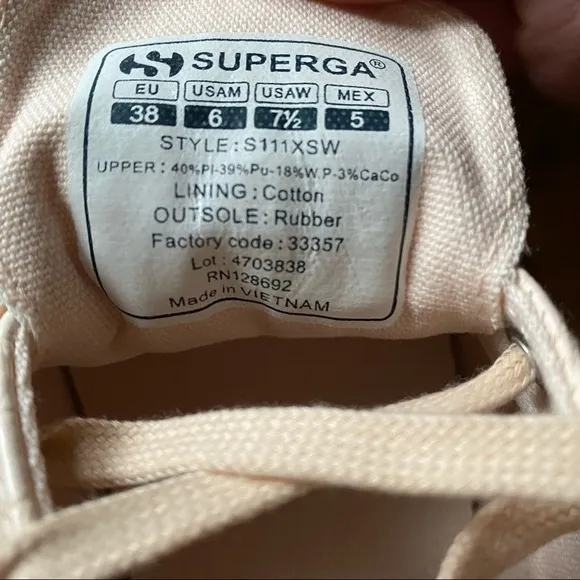 SUPERGA®
EU USAM USAW MEX
38 6 7½ 5
STYLE: S111XSW
UPPER: 40%Pl-39%Pu-18%W.P-3%CaCo
LINING: Cotton
OUTSOLE: Rubber
Factory code: 33357
Lot: 4703838
RN128692
Made in VIETNAM